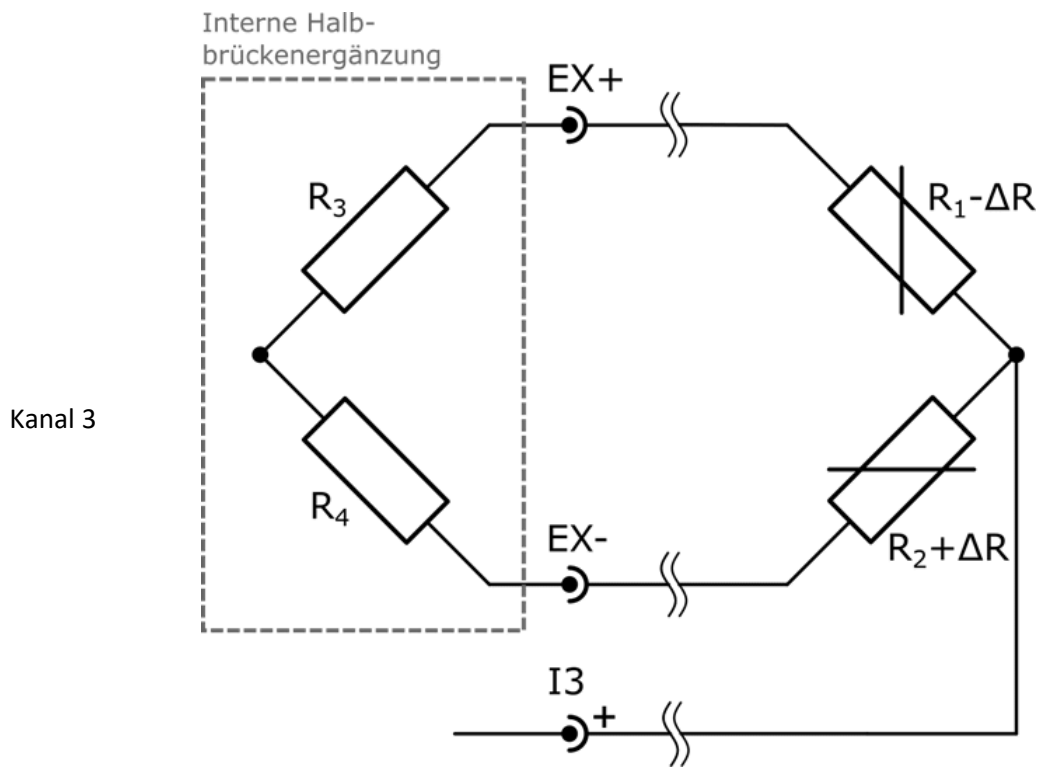 Interne Halb-
brückenergänzung
EX+
R₃
R₁-ΔR
Kanal 3
R₄
EX-
R₂+ΔR
I3
+